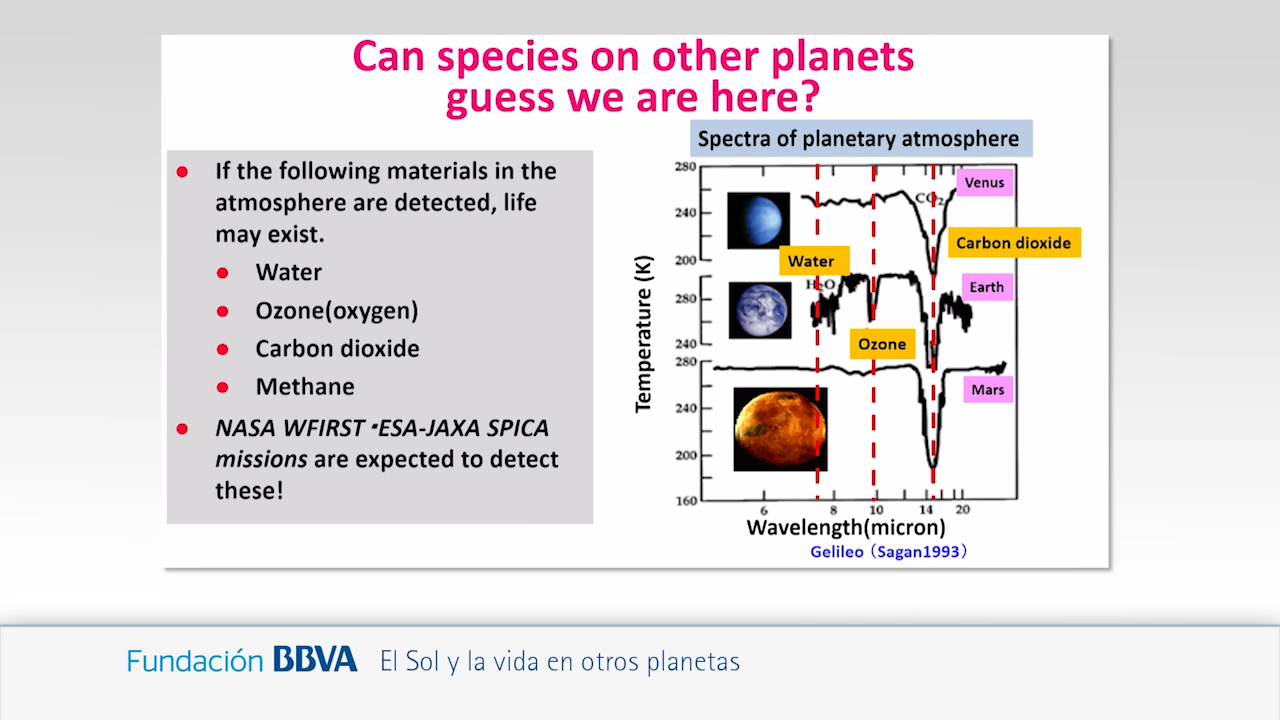 Can species on other planets
guess we are here?
● If the following materials in the
atmosphere are detected, life
may exist.
● Water
● Ozone(oxygen)
● Carbon dioxide
● Methane
● NASA WFIRST・ESA-JAXA SPICA
missions are expected to detect
these!
Spectra of planetary atmosphere
Temperature (K)
280
240
200
280
240
280
240
200
160
Venus
CO2
Carbon dioxide
Water
H2O
Earth
Ozone
Mars
6 8 10 14 20
Wavelength(micron)
Gelileo（Sagan1993）
Fundación BBVA El Sol y la vida en otros planetas